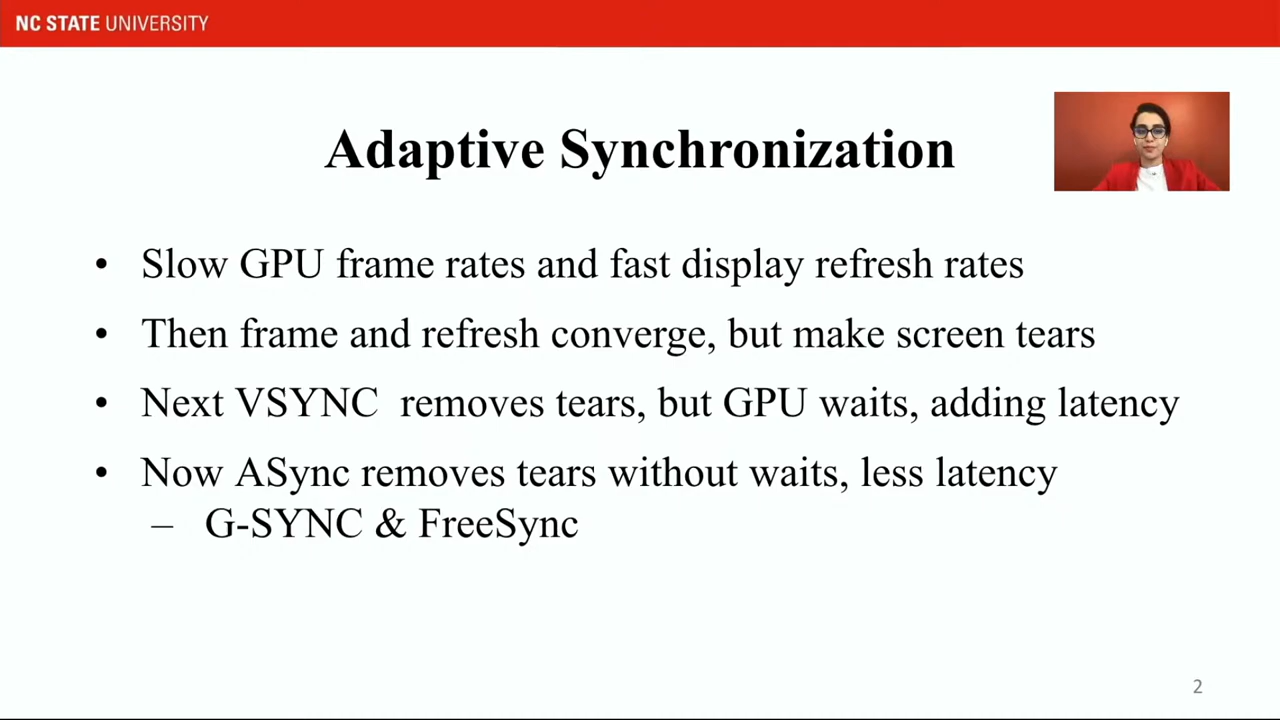 NC STATE UNIVERSITY
Adaptive Synchronization
• Slow GPU frame rates and fast display refresh rates
• Then frame and refresh converge, but make screen tears
• Next VSYNC removes tears, but GPU waits, adding latency
• Now ASync removes tears without waits, less latency
– G-SYNC & FreeSync
2